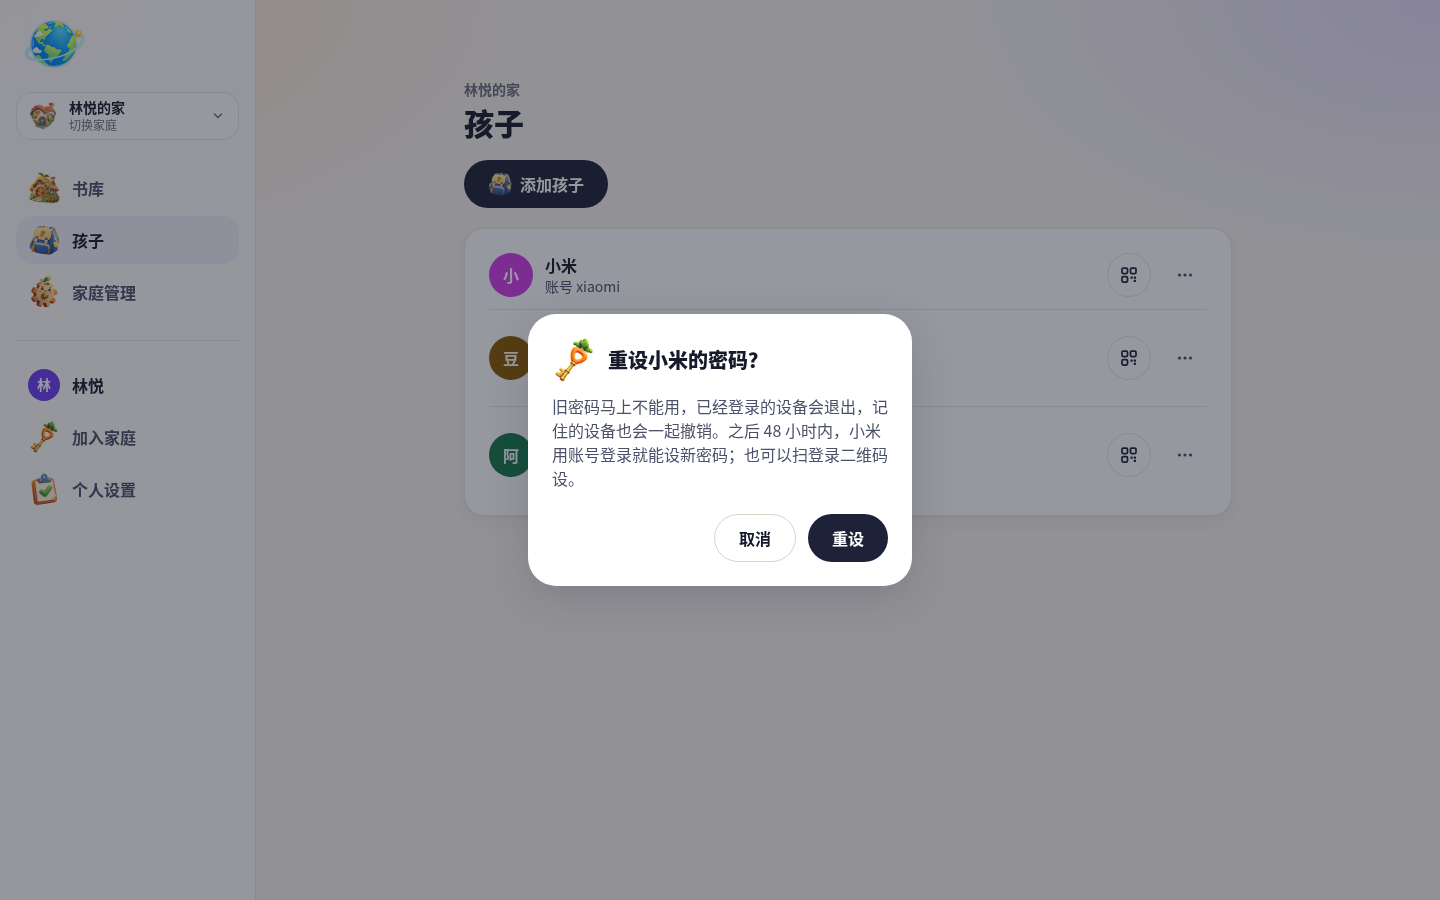 林悦的家
切换家庭
书库
孩子
家庭管理
林
林悦
加入家庭
个人设置
林悦的家
孩子
添加孩子
小
小米
账号 xiaomi
豆
阿
重设小米的密码?
旧密码马上不能用，已经登录的设备会退出，记
住的设备也会一起撤销。之后 48 小时内，小米
用账号登录就能设新密码；也可以扫登录二维码
设。
取消
重设